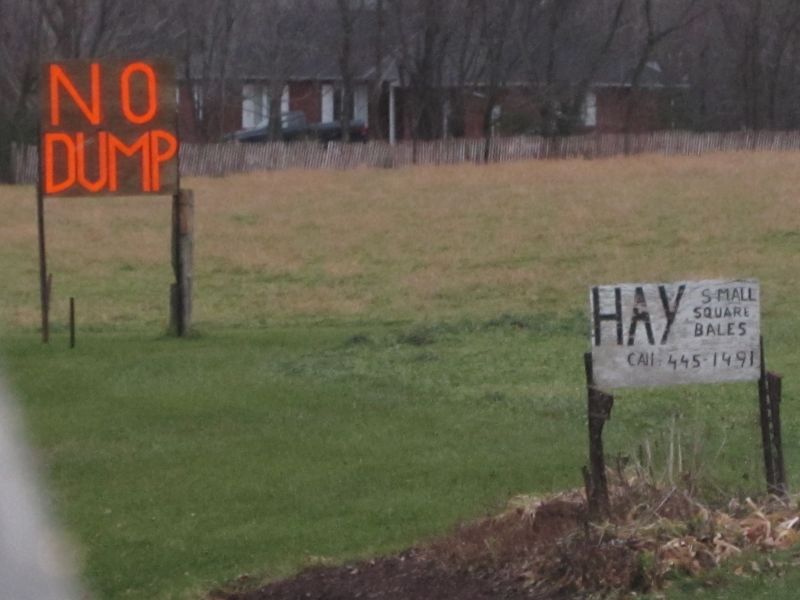 NO
DUMP
HAY SMALL
SQUARE
BALES
CAll: 445-1491